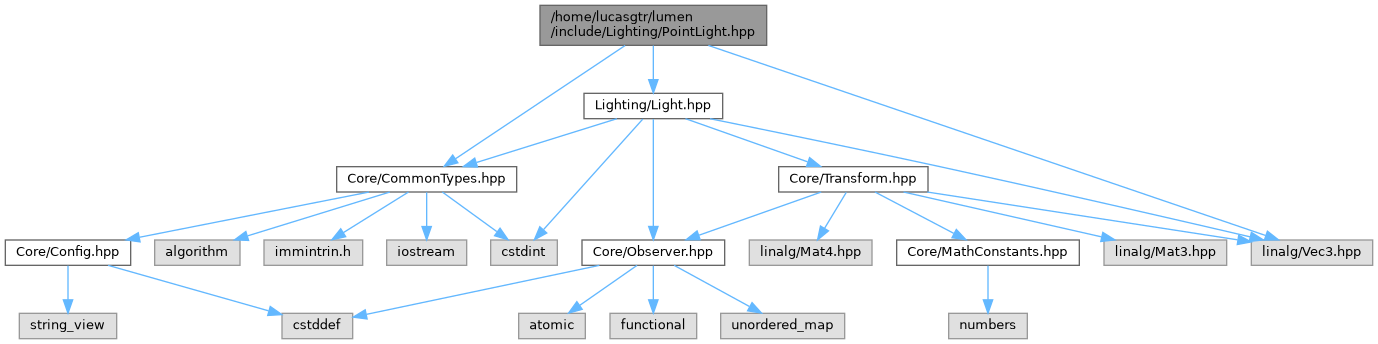 /home/lucasgtr/lumen
/include/Lighting/PointLight.hpp
Lighting/Light.hpp
Core/CommonTypes.hpp
Core/Transform.hpp
Core/Config.hpp
algorithm
immintrin.h
iostream
cstdint
Core/Observer.hpp
linalg/Mat4.hpp
Core/MathConstants.hpp
linalg/Mat3.hpp
linalg/Vec3.hpp
string_view
cstddef
atomic
functional
unordered_map
numbers